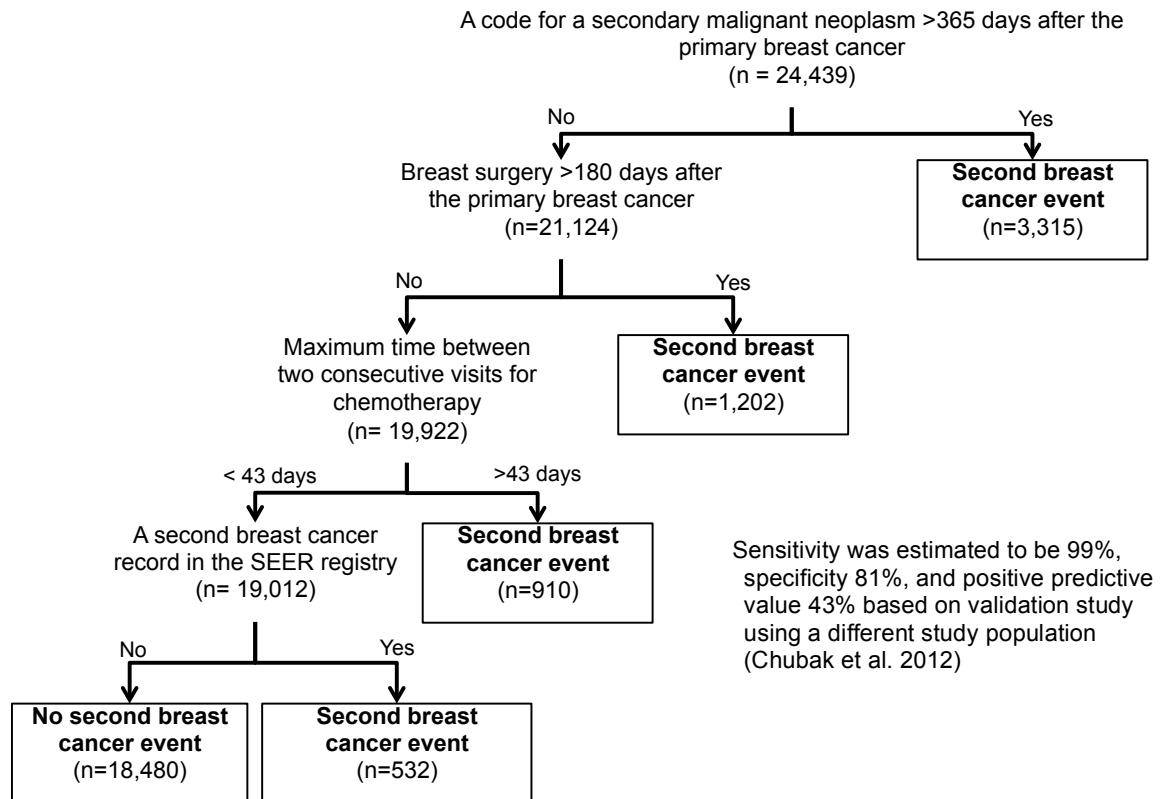 A code for a secondary malignant neoplasm >365 days after the
primary breast cancer
(n = 24,439)
No
Yes
Breast surgery >180 days after
the primary breast cancer
(n=21,124)
Second breast
cancer event
(n=3,315)
No
Yes
Maximum time between
two consecutive visits for
chemotherapy
(n= 19,922)
Second breast
cancer event
(n=1,202)
< 43 days
>43 days
A second breast cancer
record in the SEER registry
(n= 19,012)
Second breast
cancer event
(n=910)
Sensitivity was estimated to be 99%,
specificity 81%, and positive predictive
value 43% based on validation study
using a different study population
(Chubak et al. 2012)
No
Yes
No second breast
cancer event
(n=18,480)
Second breast
cancer event
(n=532)